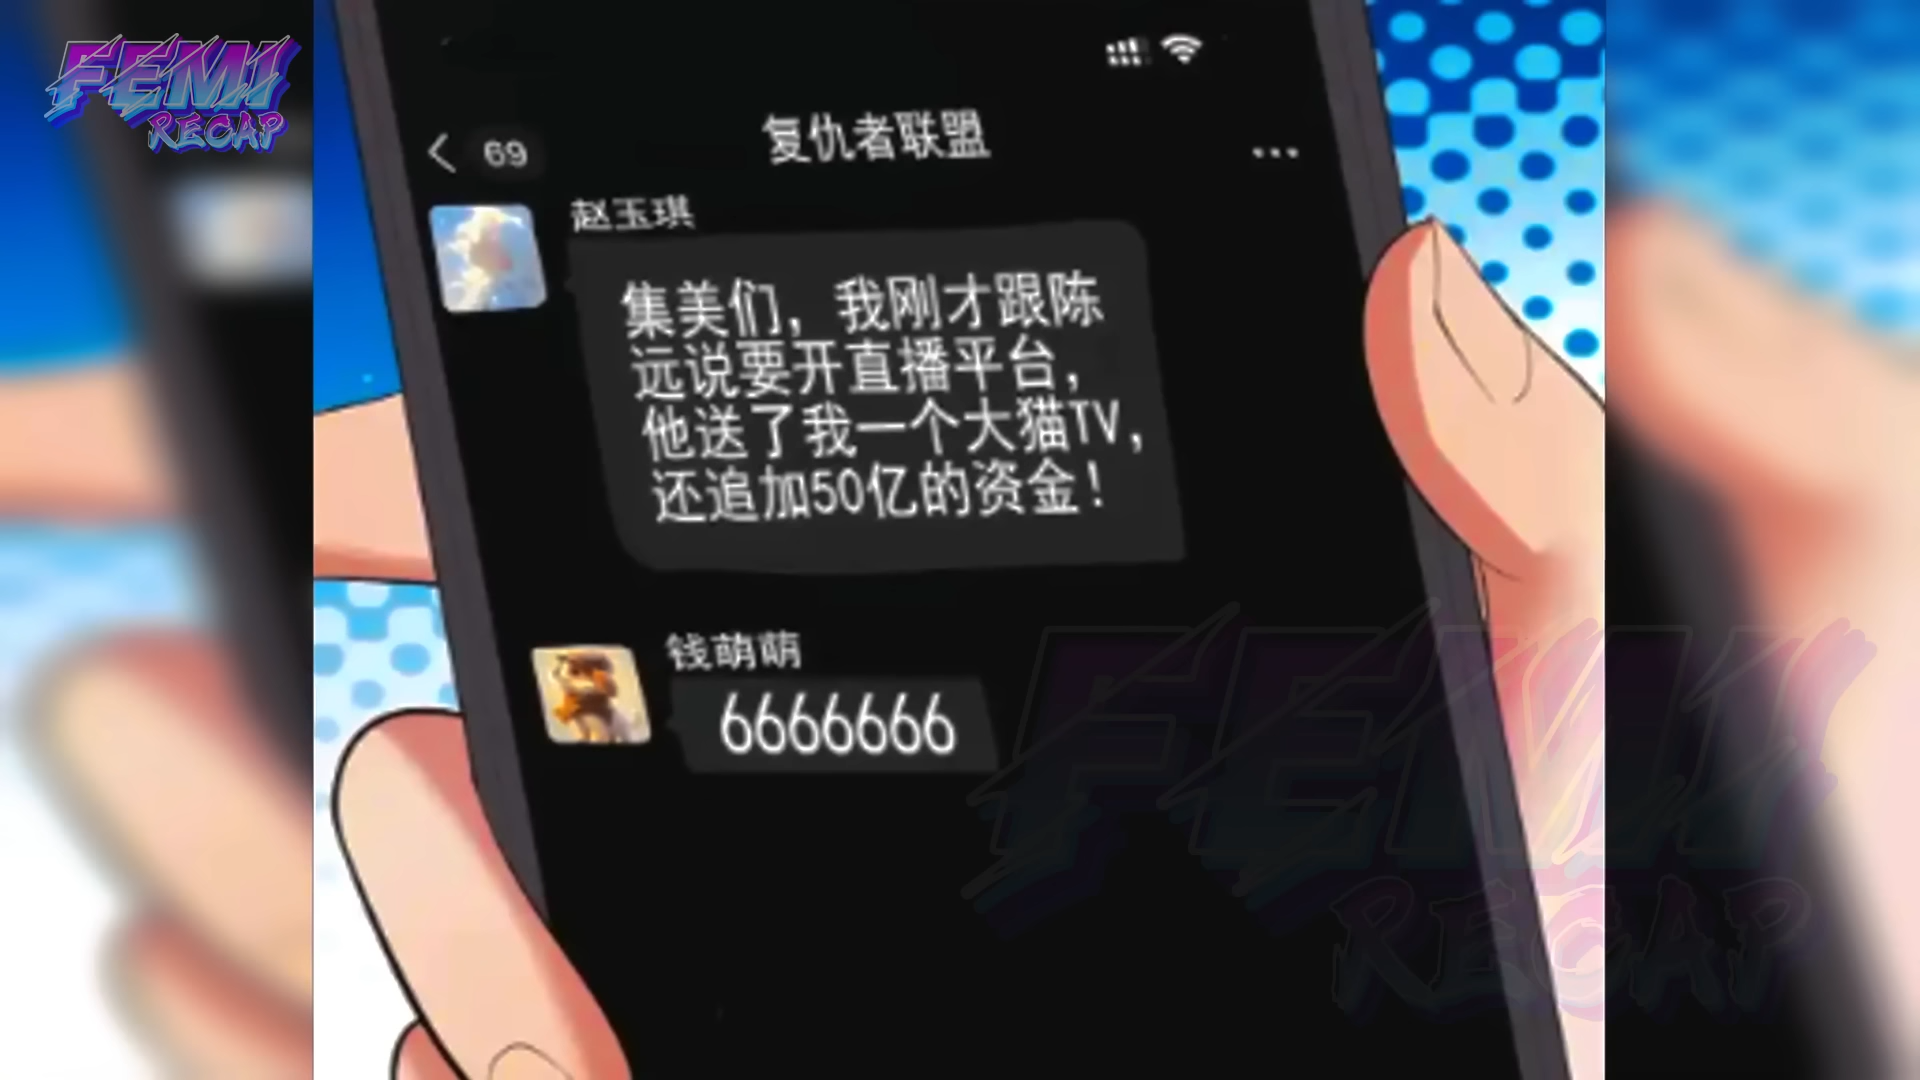 FEMI
RECAP
69
复仇者联盟
...
赵玉琪
集美们，我刚才跟陈
远说要开直播平台，
他送了我一个大猫TV，
还追加50亿的资金！
钱萌萌
6666666
FEMI
RECAP